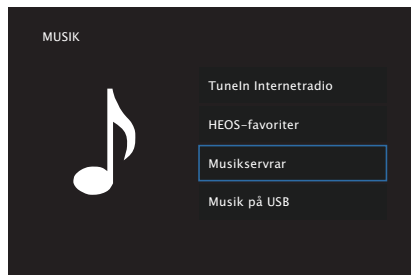 MUSIK
TuneIn Internetradio
HEOS-favoriter
Musikservrar
Musik på USB